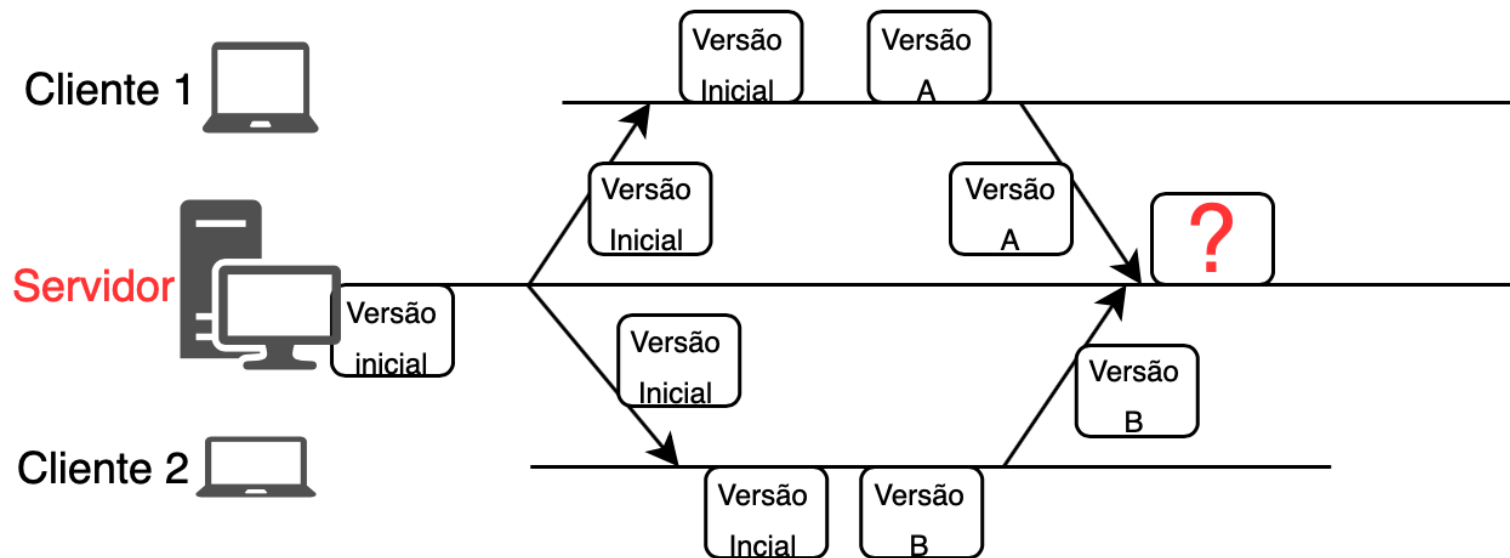 Cliente 1
Versão
Inicial
Versão
A
Versão
Inicial
Versão
A
?
Servidor
Versão
inicial
Versão
Inicial
Versão
B
Cliente 2
Versão
Incial
Versão
B